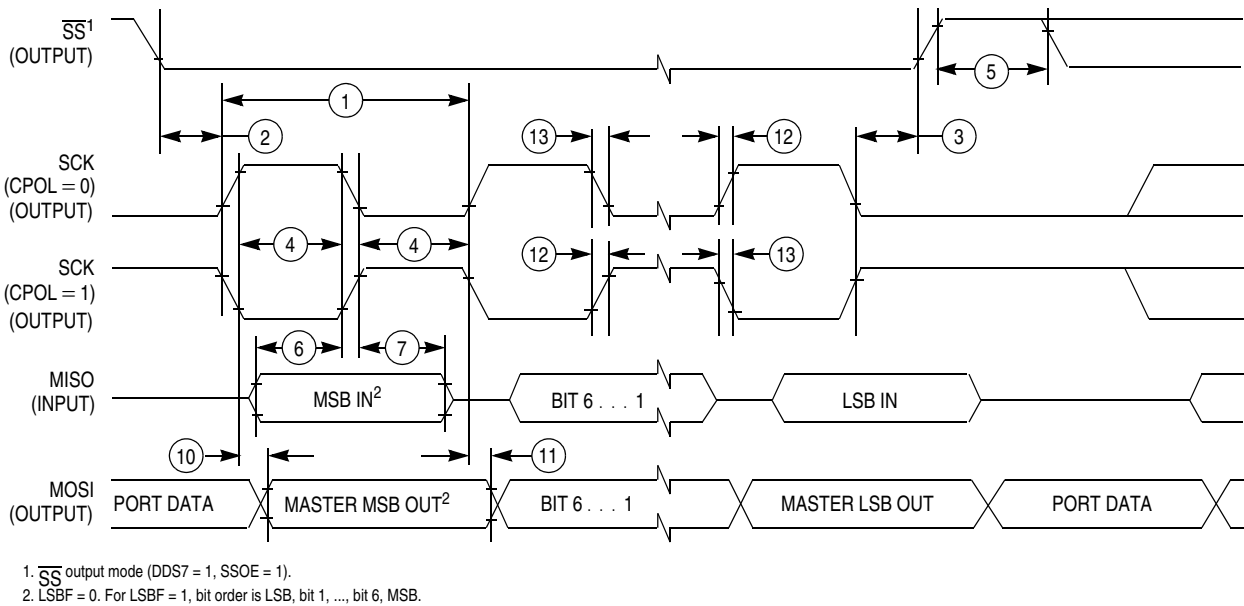 SS1
(OUTPUT)
5
1
2
13
12
3
SCK
(CPOL = 0)
(OUTPUT)
4
4
12
13
SCK
(CPOL = 1)
(OUTPUT)
6
7
MISO
(INPUT)
MSB IN2
BIT 6 . . . 1
LSB IN
10
11
MOSI
(OUTPUT)
PORT DATA
MASTER MSB OUT2
BIT 6 . . . 1
MASTER LSB OUT
PORT DATA
1. SS output mode (DDS7 = 1, SSOE = 1).
2. LSBF = 0. For LSBF = 1, bit order is LSB, bit 1, ..., bit 6, MSB.